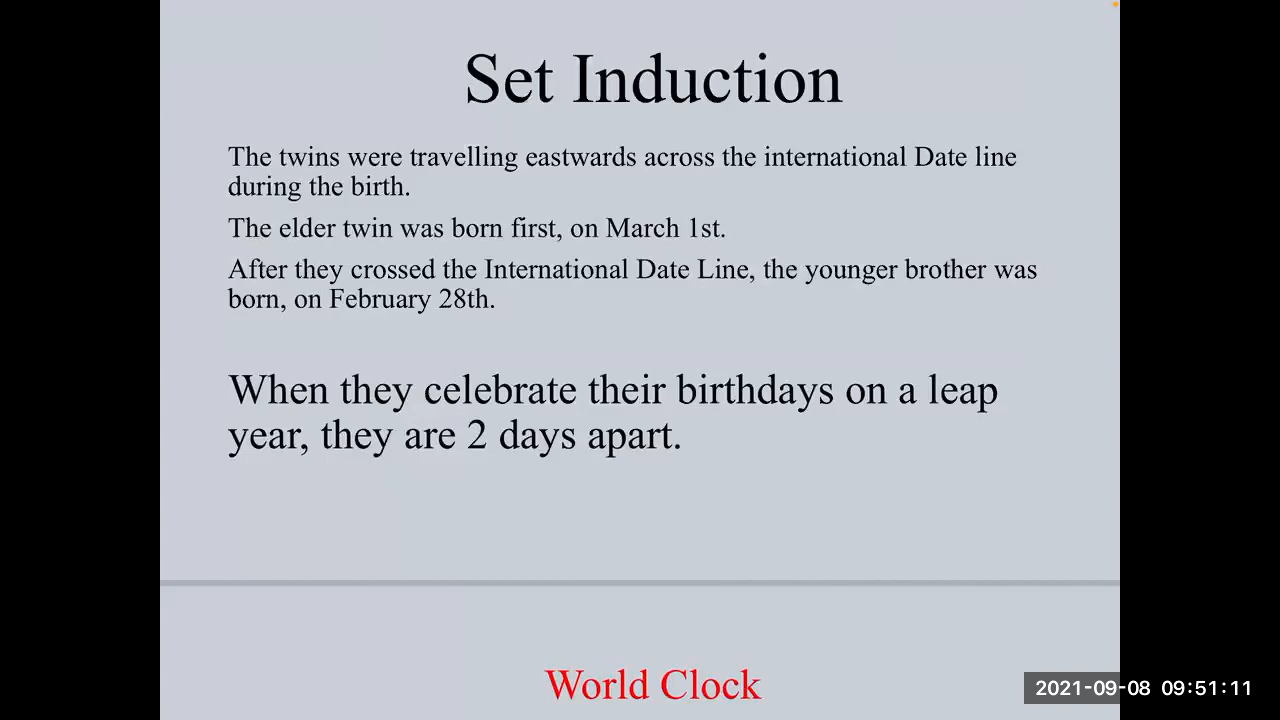 Set Induction
The twins were travelling eastwards across the international Date line
during the birth.
The elder twin was born first, on March 1st.
After they crossed the International Date Line, the younger brother was
born, on February 28th.
When they celebrate their birthdays on a leap
year, they are 2 days apart.
World Clock
2021-09-08 09:51:11